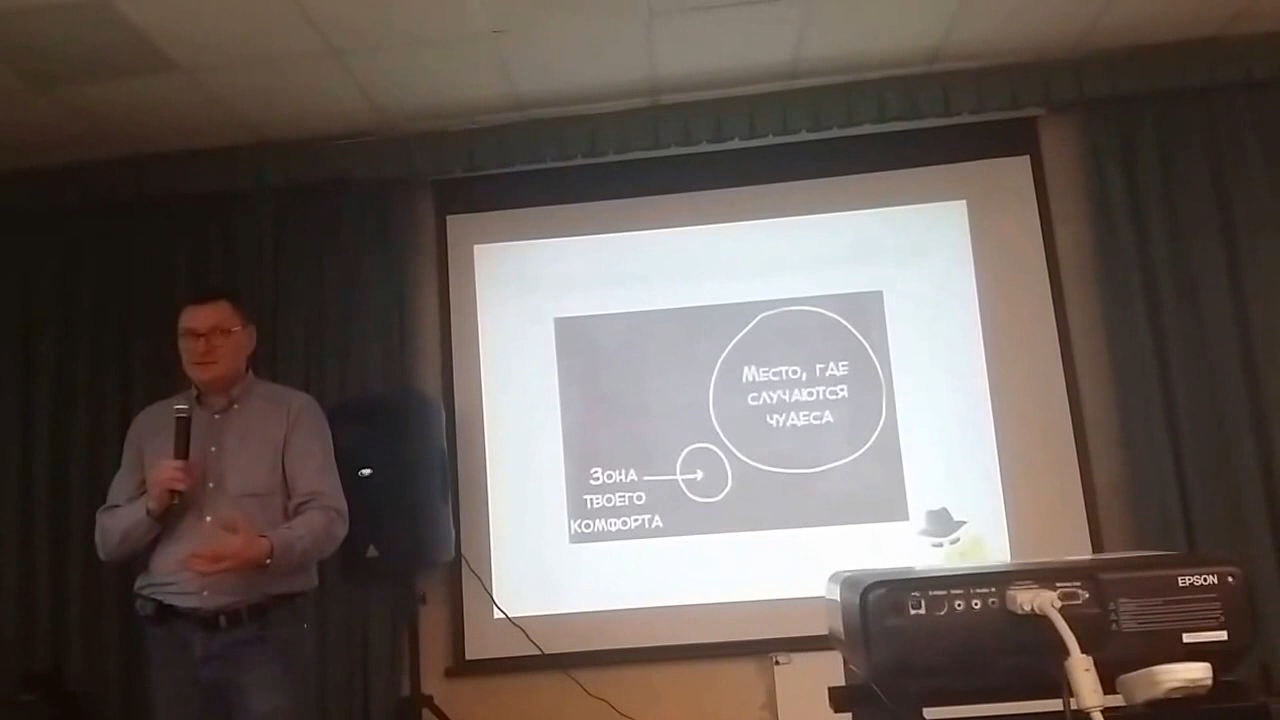 Место, где
случаются
чудеса
Зона
твоего
комфорта
EPSON